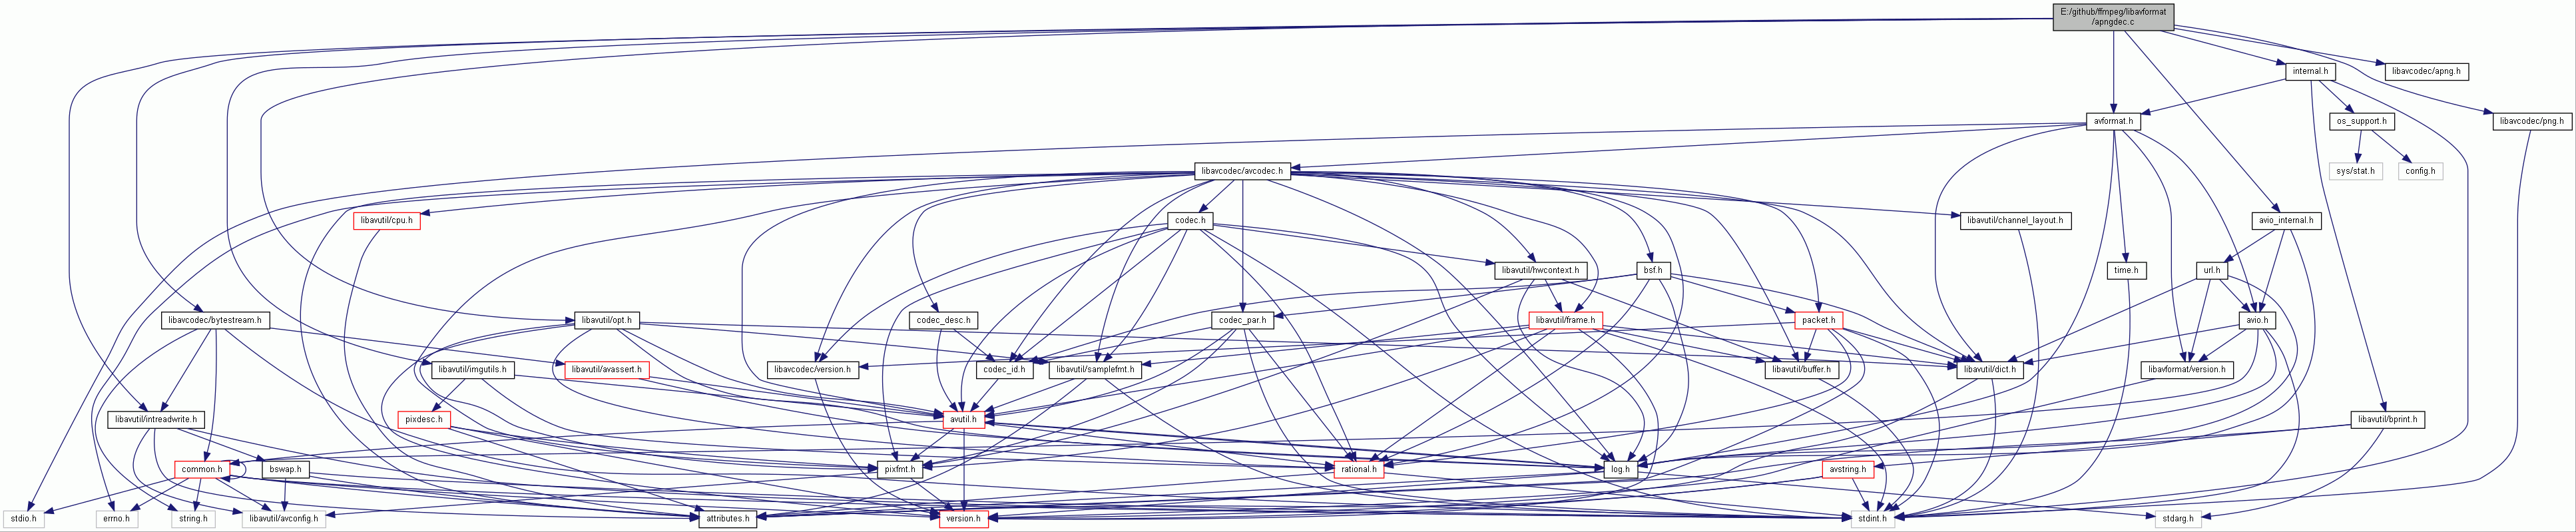 E:/github/ffmpeg/libavformat
/apngdec.c
internal.h
libavcodec/apng.h
avformat.h
os_support.h
libavcodec/png.h
libavcodec/avcodec.h
sys/stat.h
config.h
libavutil/cpu.h
codec.h
libavutil/channel_layout.h
avio_internal.h
libavutil/hwcontext.h
bsf.h
time.h
url.h
libavcodec/bytestream.h
libavutil/opt.h
codec_desc.h
codec_par.h
libavutil/frame.h
packet.h
avio.h
libavutil/imgutils.h
libavutil/avassert.h
libavcodec/version.h
codec_id.h
libavutil/samplefmt.h
libavutil/buffer.h
libavutil/dict.h
libavformat/version.h
libavutil/intreadwrite.h
pixdesc.h
avutil.h
libavutil/bprint.h
common.h
bswap.h
pixfmt.h
rational.h
log.h
avstring.h
stdio.h
errno.h
string.h
libavutil/avconfig.h
attributes.h
version.h
stdint.h
stdarg.h